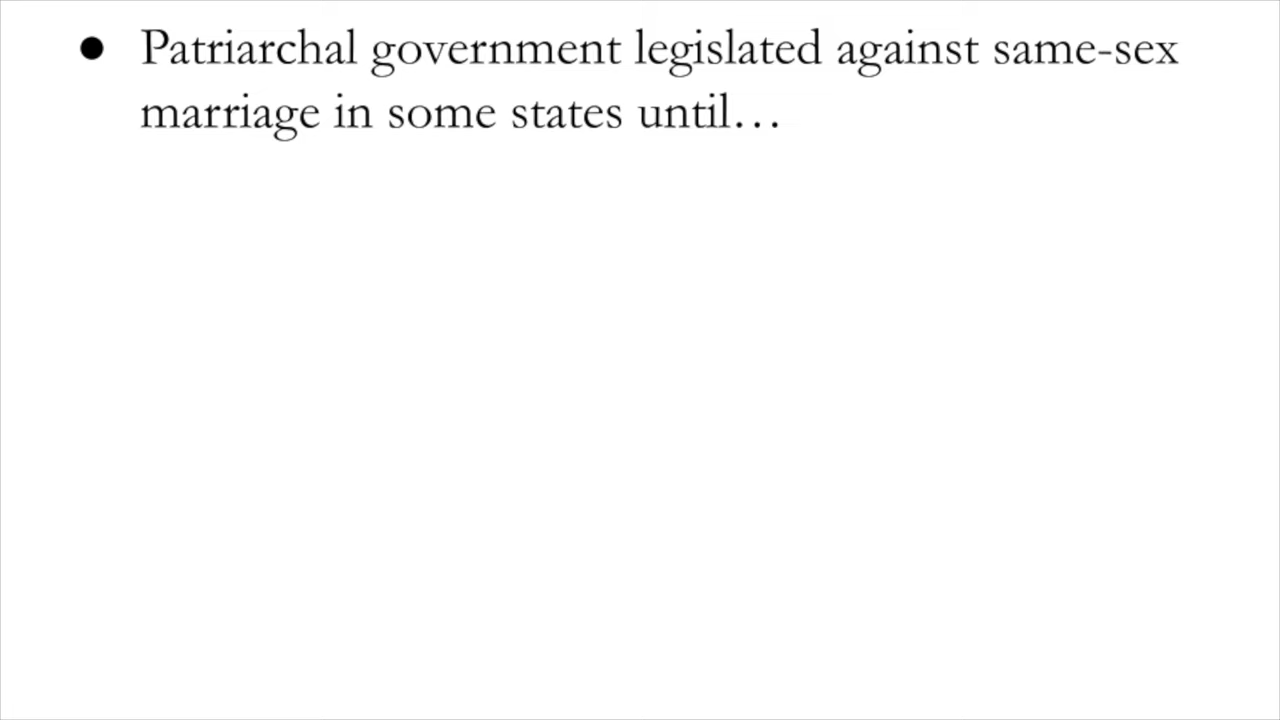 ● Patriarchal government legislated against same-sex
marriage in some states until…